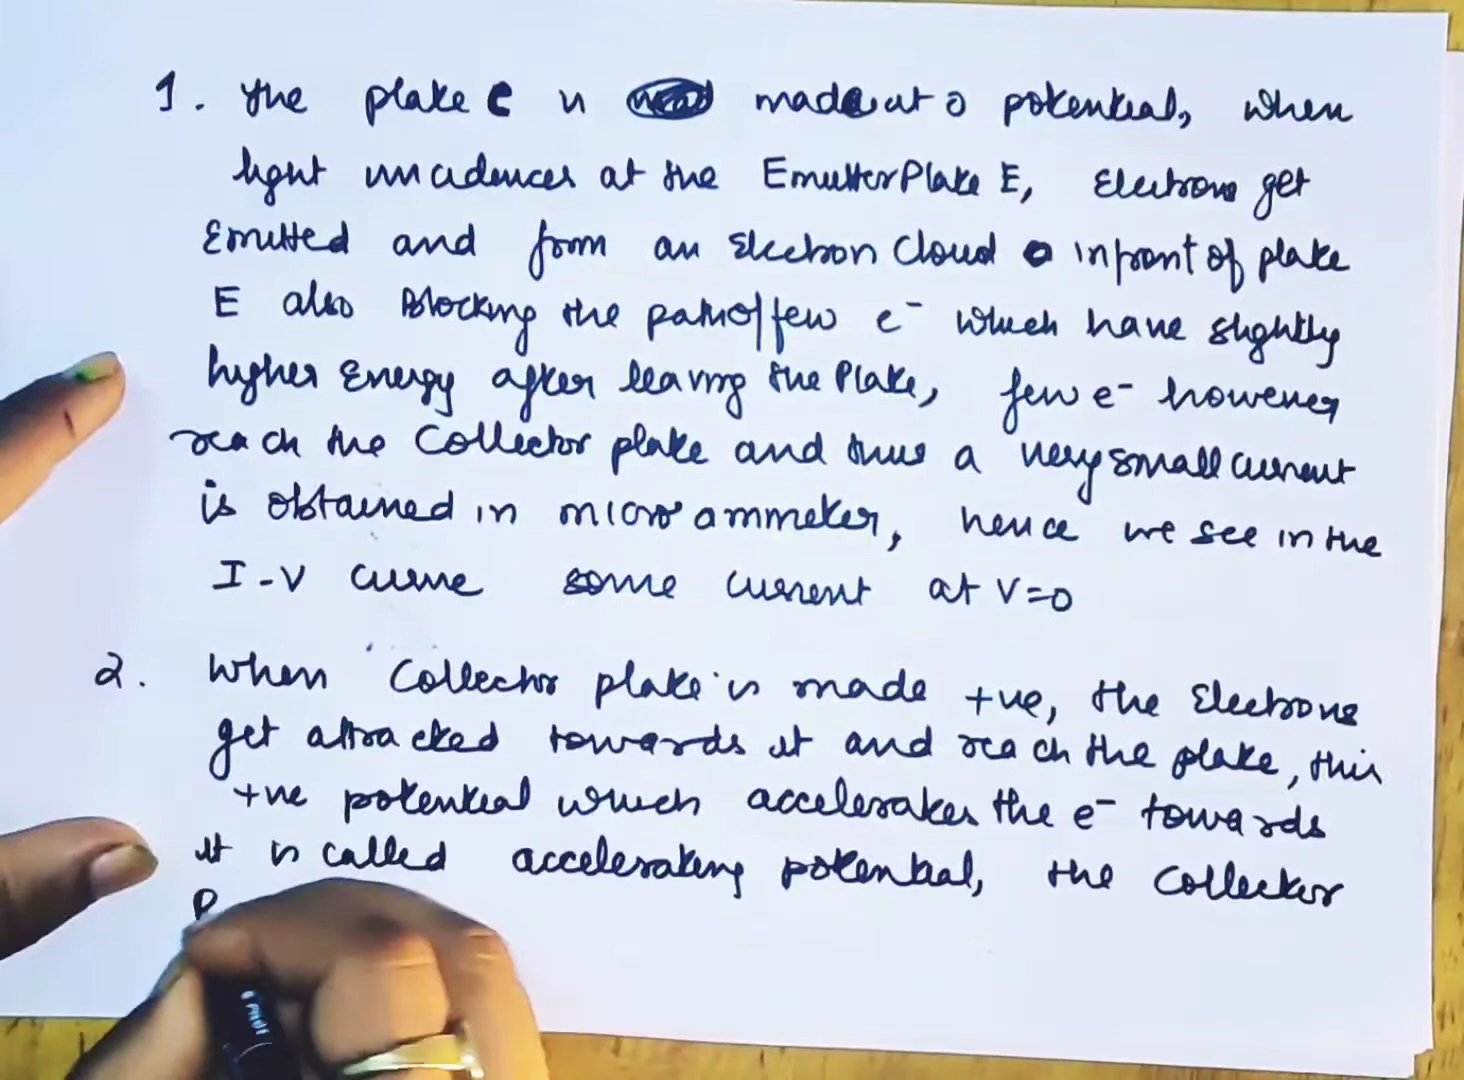 1. The plate C is made at 0 potential, when
light incidences at the Emitter Plate E, Electrons get
Emitted and form an Electron Cloud infront of plate
E also Blocking the path of few e⁻ which have slightly
higher Energy after leaving the Plate, few e⁻ however
reach the Collector plate and thus a very small current
is obtained in micro ammeter, hence we see in the
I-V curve some current at V=0
2. When Collector plate is made +ve, the Electrons
get attracted towards it and reach the plate, this
+ve potential which accelerates the e⁻ towards
it is called accelerating potential, the Collector
P
PILOT